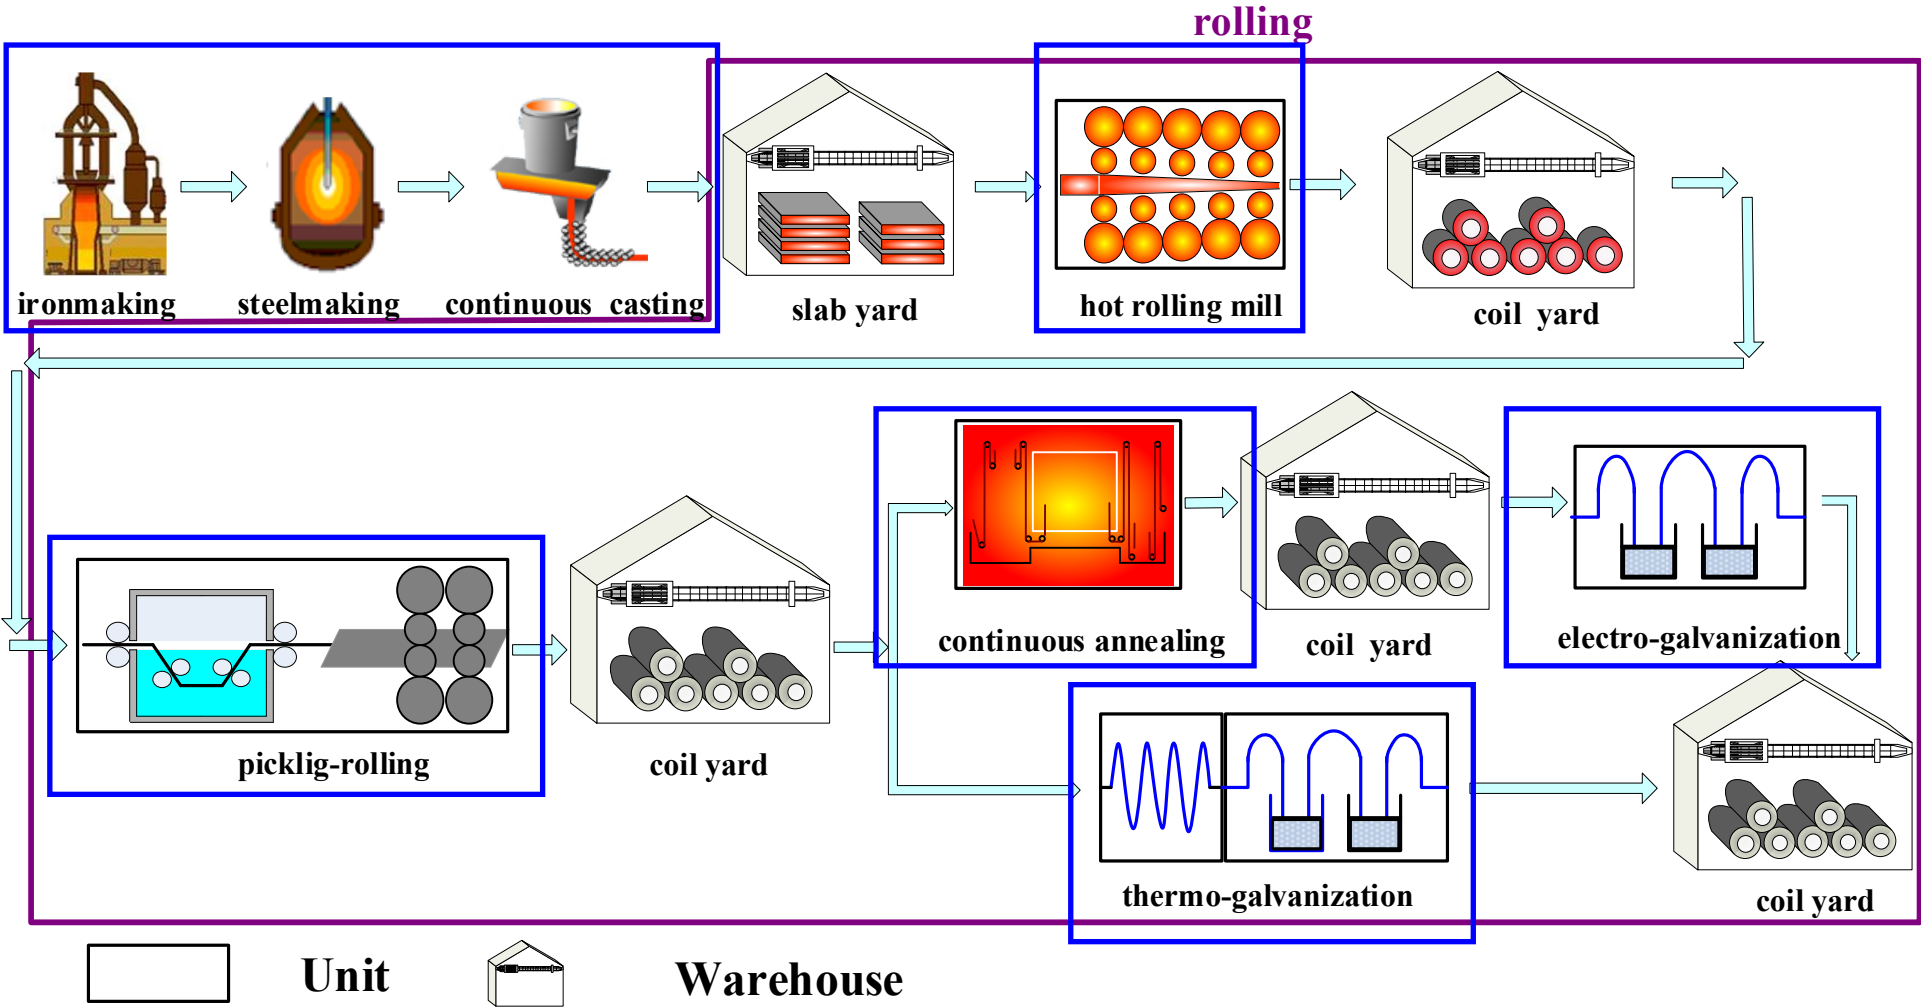 rolling
ironmaking
steelmaking
continuous casting
slab yard
hot rolling mill
coil yard
picklig-rolling
coil yard
continuous annealing
coil yard
electro-galvanization
thermo-galvanization
coil yard
Unit
Warehouse